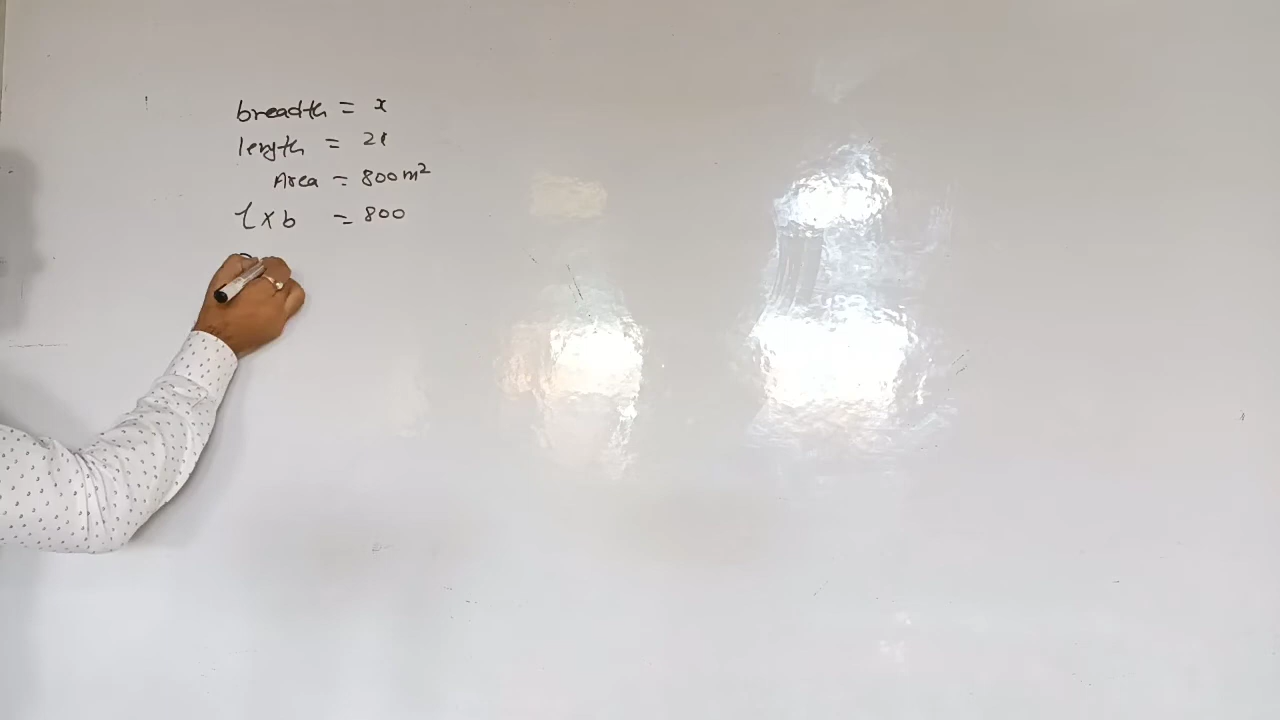 breadth = x
length = 2x
Area = 800m²
l x b = 800